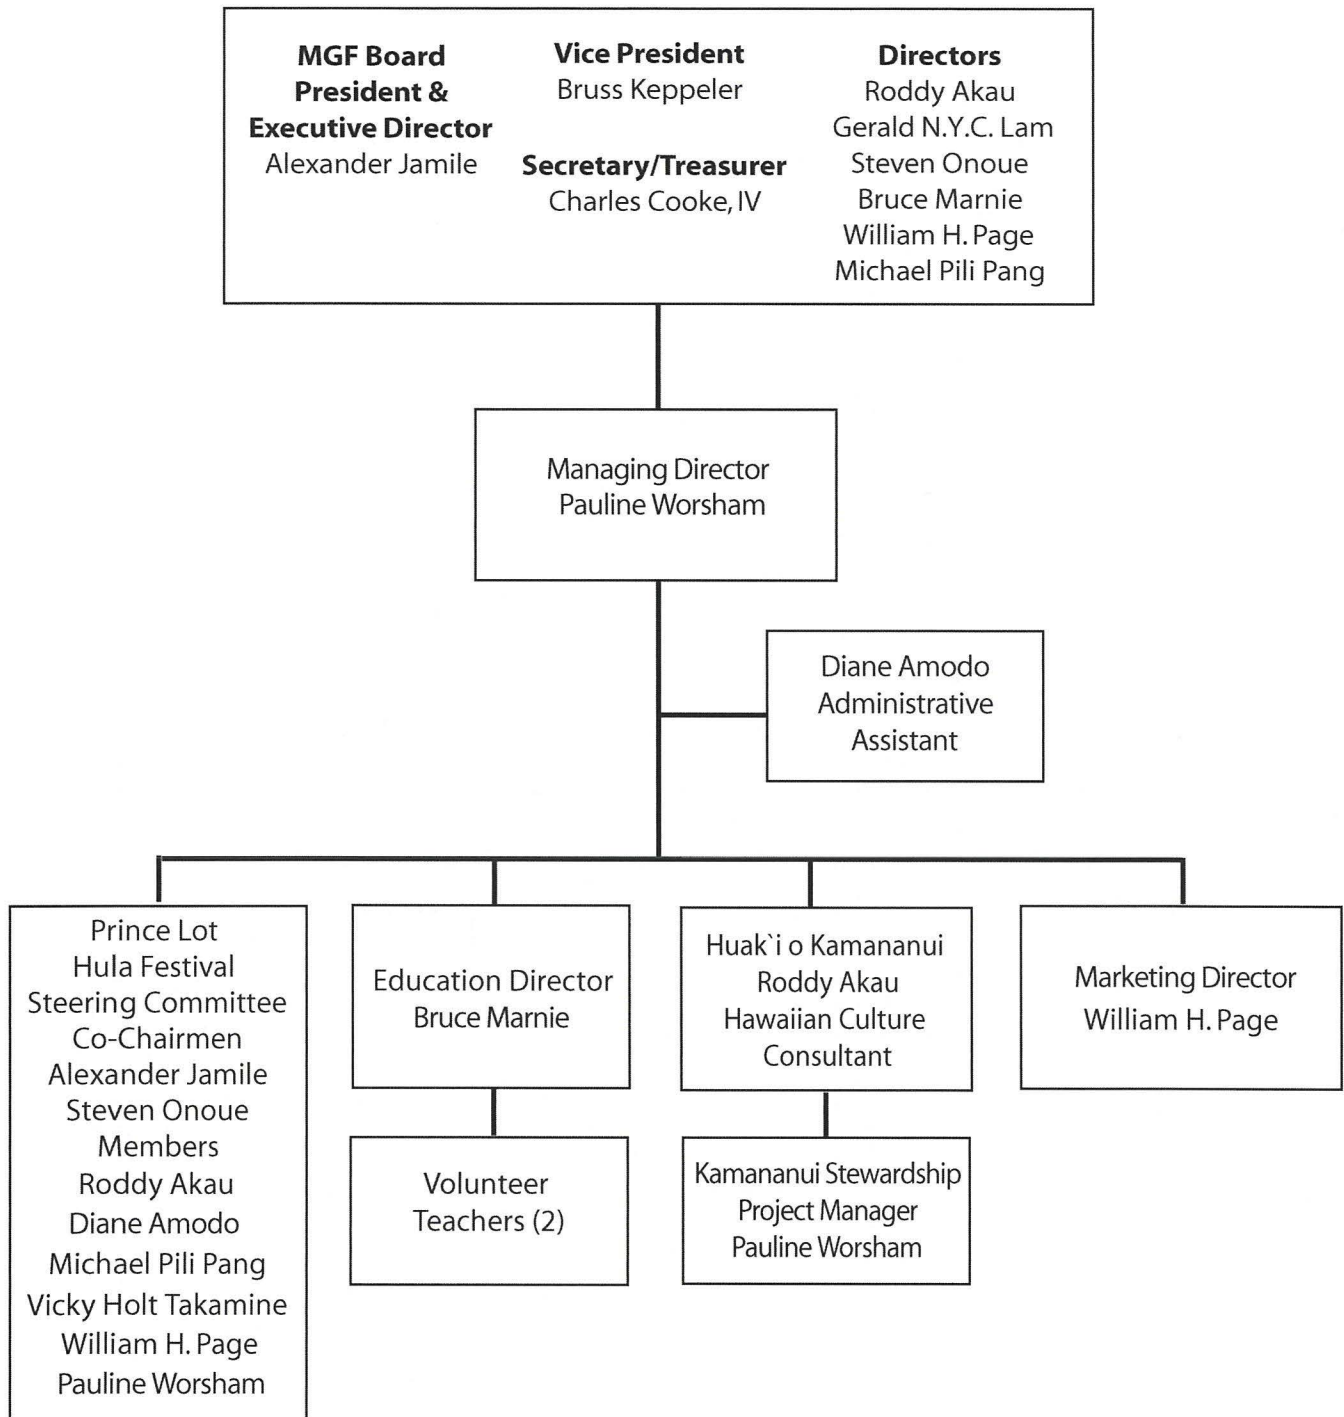 MGF Board
President &
Executive Director
Alexander Jamile
Vice President
Bruss Keppeler
Secretary/Treasurer
Charles Cooke, IV
Directors
Roddy Akau
Gerald N.Y.C. Lam
Steven Onoue
Bruce Marnie
William H. Page
Michael Pili Pang
Managing Director
Pauline Worsham
Diane Amodo
Administrative
Assistant
Prince Lot
Hula Festival
Steering Committee
Co-Chairmen
Alexander Jamile
Steven Onoue
Members
Roddy Akau
Diane Amodo
Michael Pili Pang
Vicky Holt Takamine
William H. Page
Pauline Worsham
Education Director
Bruce Marnie
Volunteer
Teachers (2)
Huak`i o Kamananui
Roddy Akau
Hawaiian Culture
Consultant
Kamananui Stewardship
Project Manager
Pauline Worsham
Marketing Director
William H. Page